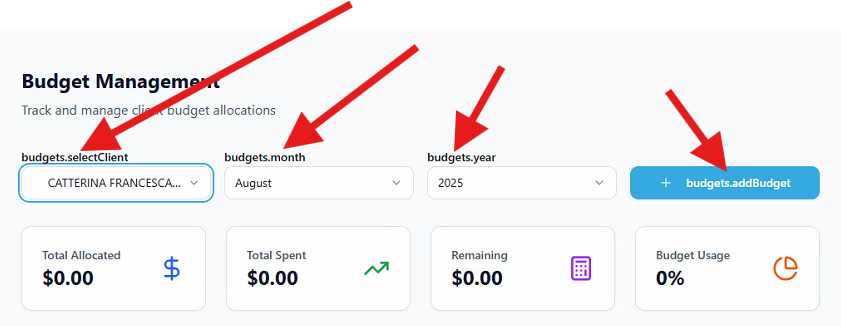 Budget Management
Track and manage client budget allocations
budgets.selectClient
budgets.month
budgets.year
CATTERINA FRANCESCA...
August
2025
+ budgets.addBudget
Total Allocated
$0.00
Total Spent
$0.00
Remaining
$0.00
Budget Usage
0%